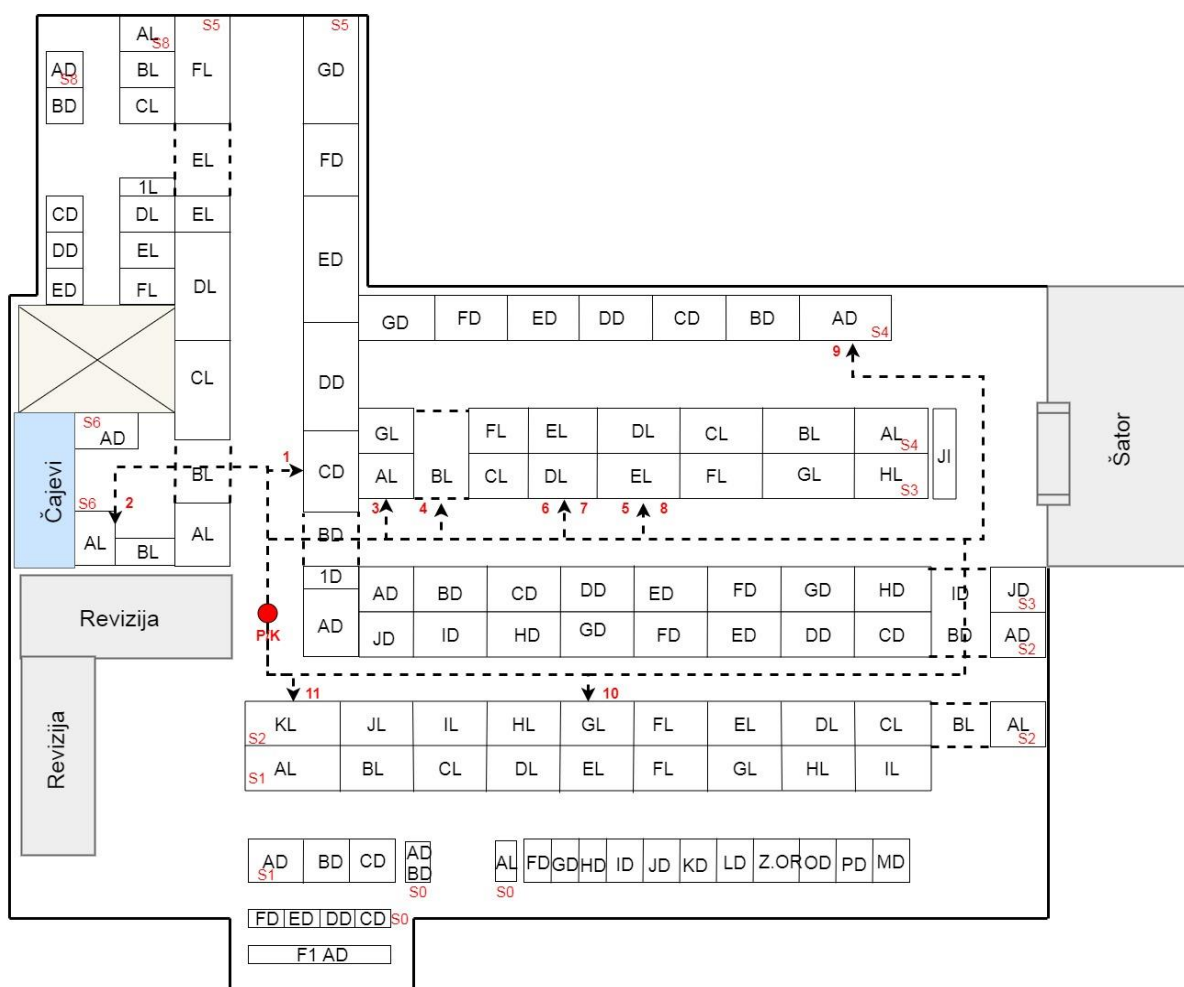 AL S8 FL S5 S5
AD S8 BL GD
BD CL
EL FD
1L
CD DL EL
DD EL ED
ED FL DL
GD FD ED DD CD BD AD S4
9
CL DD
S6 AD
GL FL EL DL CL BL AL S4
Čajevi BL 1 CD AL BL CL DL EL FL GL HL S3 JI Šator
S6 2 3 4 6 7 5 8
AL BL AL BD
1D AD BD CD DD ED FD GD HD ID JD S3
Revizija P/K AD JD ID HD GD FD ED DD CD BD AD S2
11 10
S2 KL JL IL HL GL FL EL DL CL BL AL S2
Revizija
S1 AL BL CL DL EL FL GL HL IL
AD S1 BD CD AD BD S0 AL S0 FD GD HD ID JD KD LD Z.OR OD PD MD
FD ED DD CD S0
F1 AD